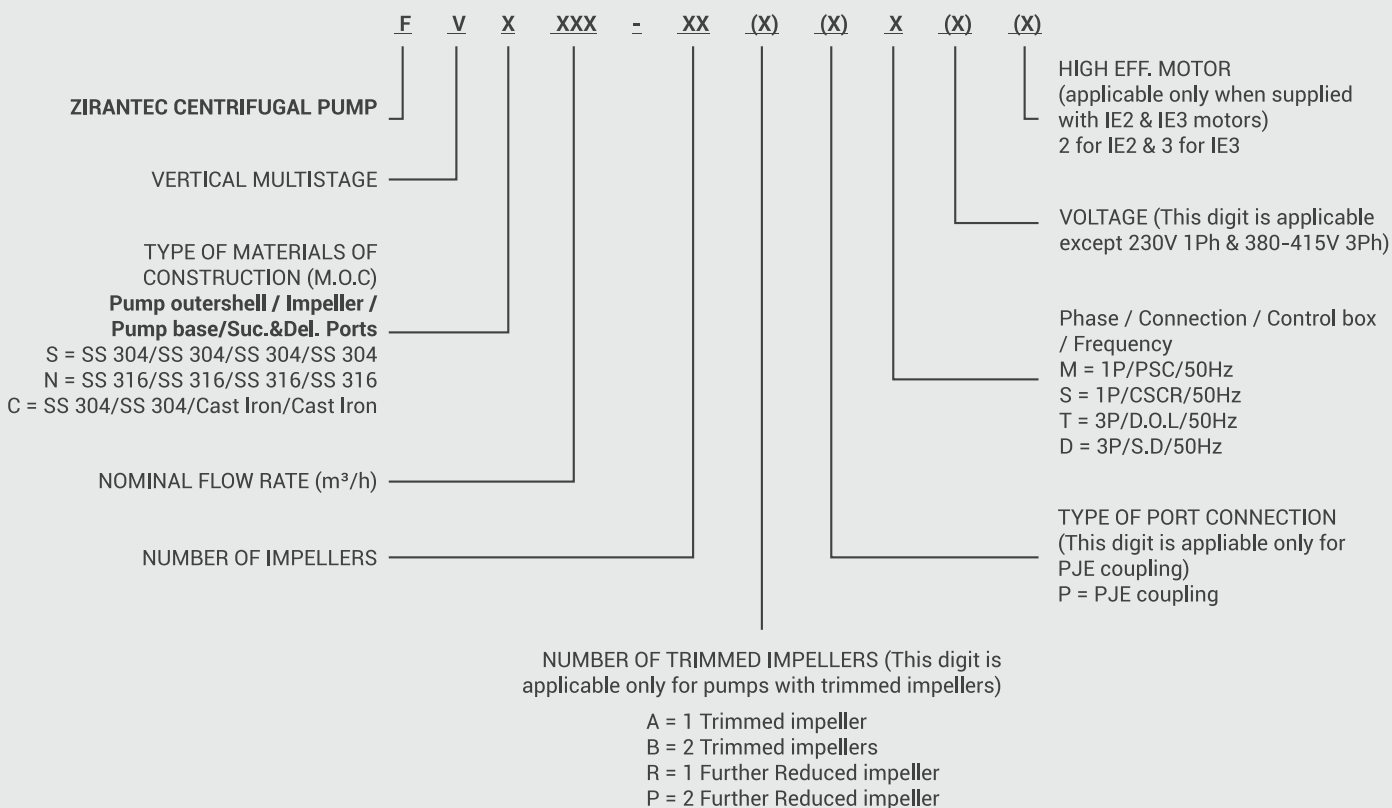 F V X XXX - XX (X) (X) X (X) (X)
ZIRANTEC CENTRIFUGAL PUMP
VERTICAL MULTISTAGE
TYPE OF MATERIALS OF
CONSTRUCTION (M.O.C)
Pump outershell / Impeller /
Pump base/Suc.&Del. Ports
S = SS 304/SS 304/SS 304/SS 304
N = SS 316/SS 316/SS 316/SS 316
C = SS 304/SS 304/Cast Iron/Cast Iron
NOMINAL FLOW RATE (m³/h)
NUMBER OF IMPELLERS
HIGH EFF. MOTOR
(applicable only when supplied
with IE2 & IE3 motors)
2 for IE2 & 3 for IE3
VOLTAGE (This digit is applicable
except 230V 1Ph & 380-415V 3Ph)
Phase / Connection / Control box
/ Frequency
M = 1P/PSC/50Hz
S = 1P/CSCR/50Hz
T = 3P/D.O.L/50Hz
D = 3P/S.D/50Hz
TYPE OF PORT CONNECTION
(This digit is appliable only for
PJE coupling)
P = PJE coupling
NUMBER OF TRIMMED IMPELLERS (This digit is
applicable only for pumps with trimmed impellers)
A = 1 Trimmed impeller
B = 2 Trimmed impellers
R = 1 Further Reduced impeller
P = 2 Further Reduced impeller